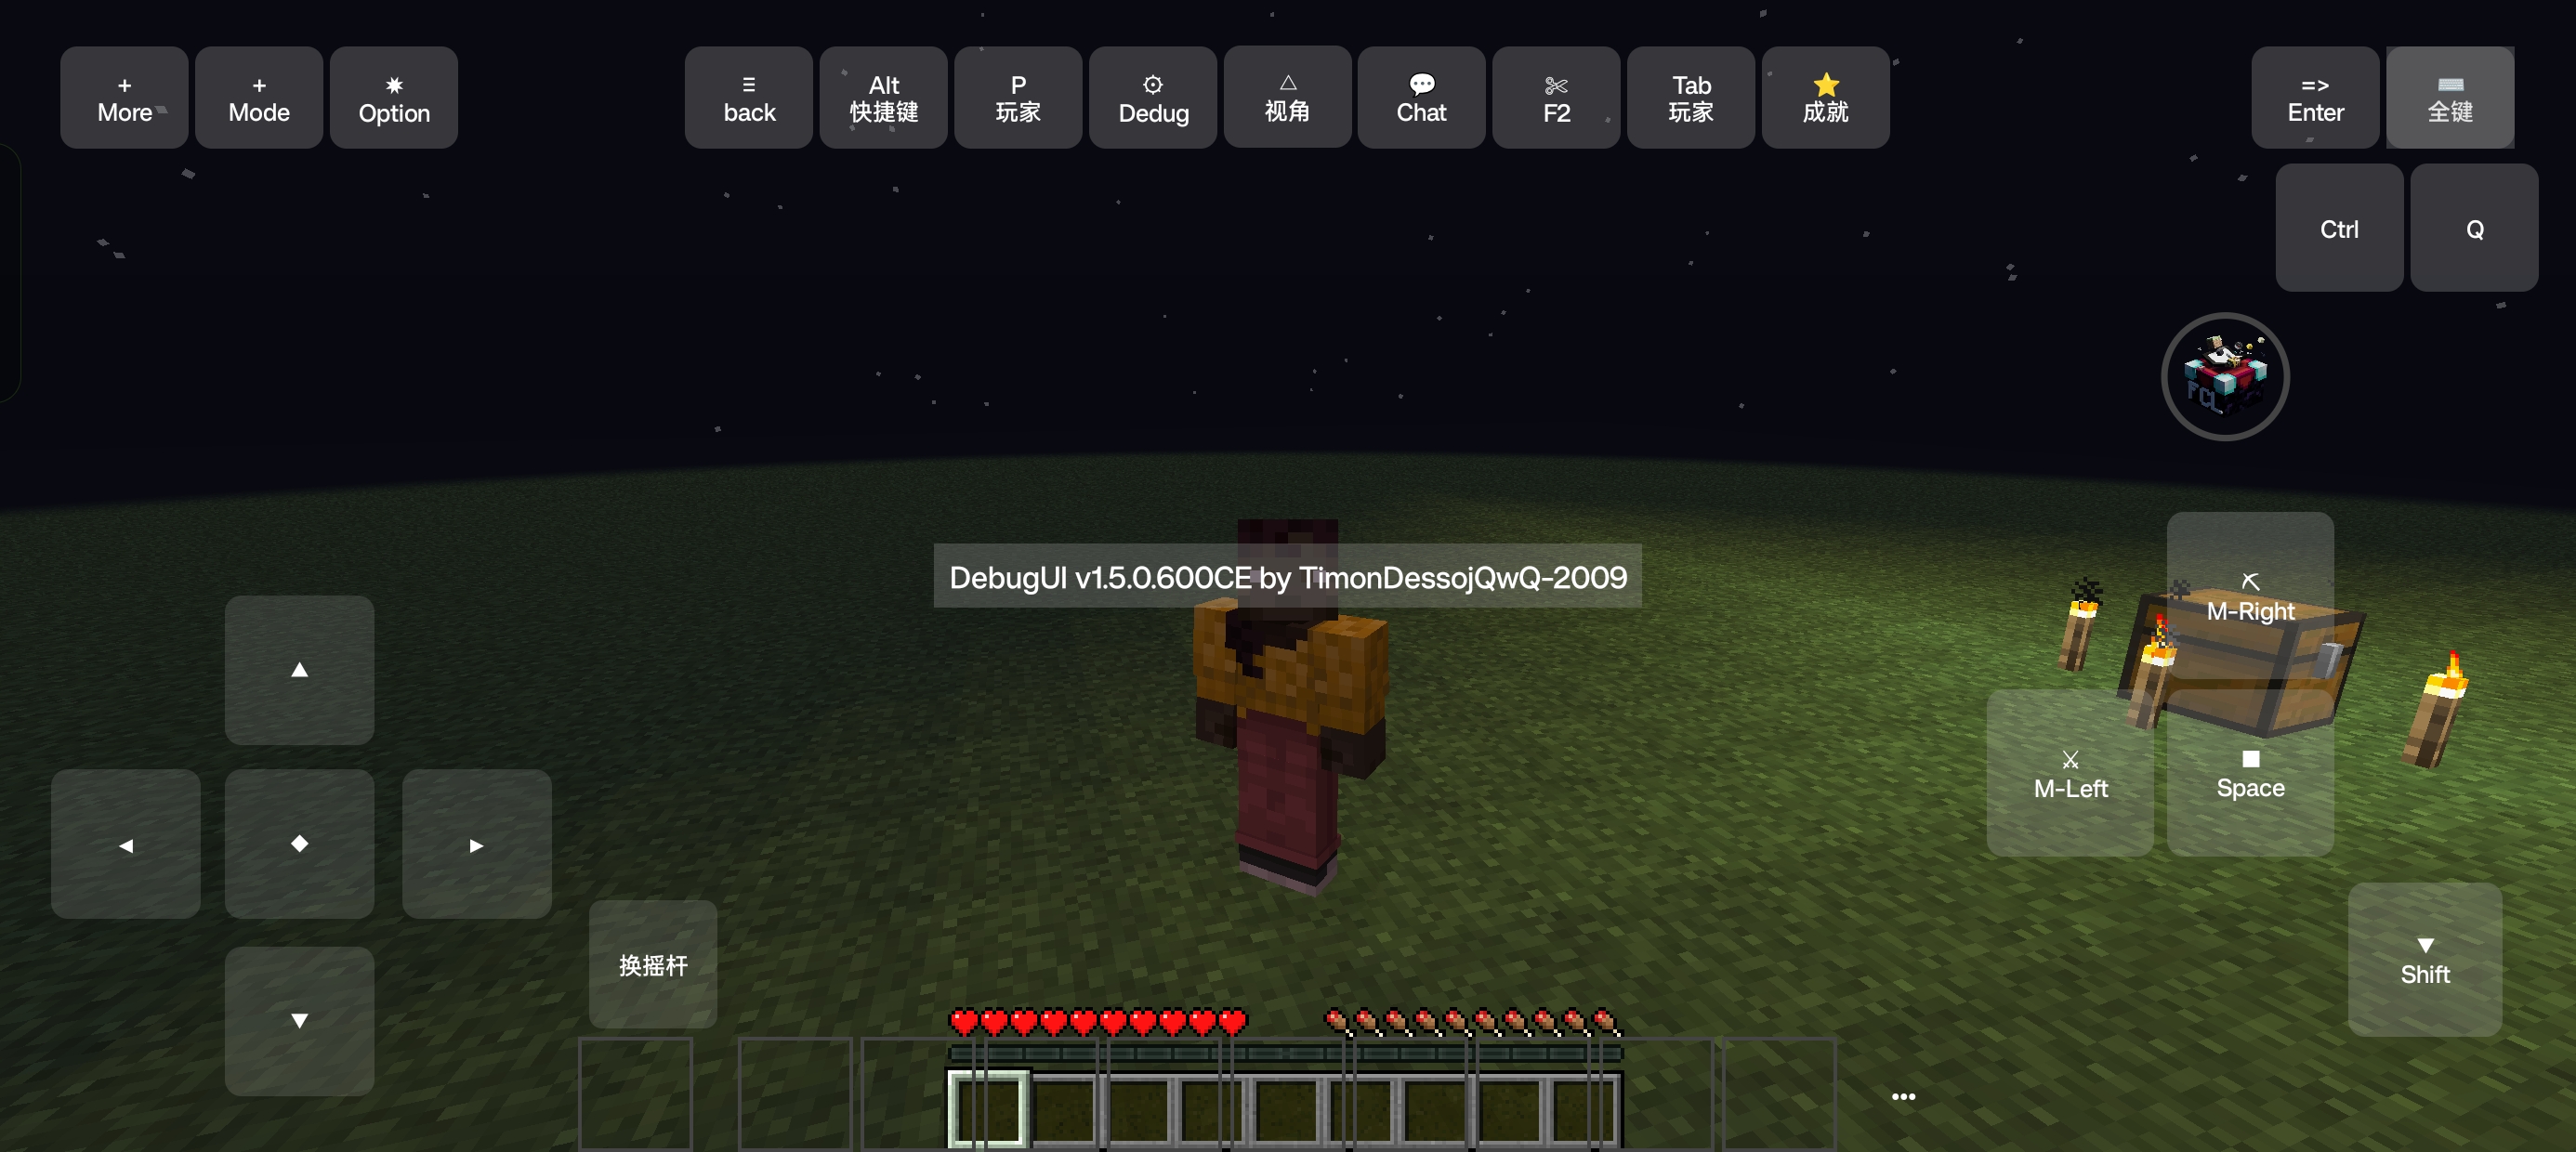 More
Mode
Option
back
Alt
快捷键
P
玩家
Dedug
视角
Chat
F2
Tab
玩家
成就
=>
Enter
全键
Ctrl
Q
FCL
DebugUI v1.5.0.600CE by TimonDessojQwQ-2009
M-Right
M-Left
Space
换摇杆
Shift